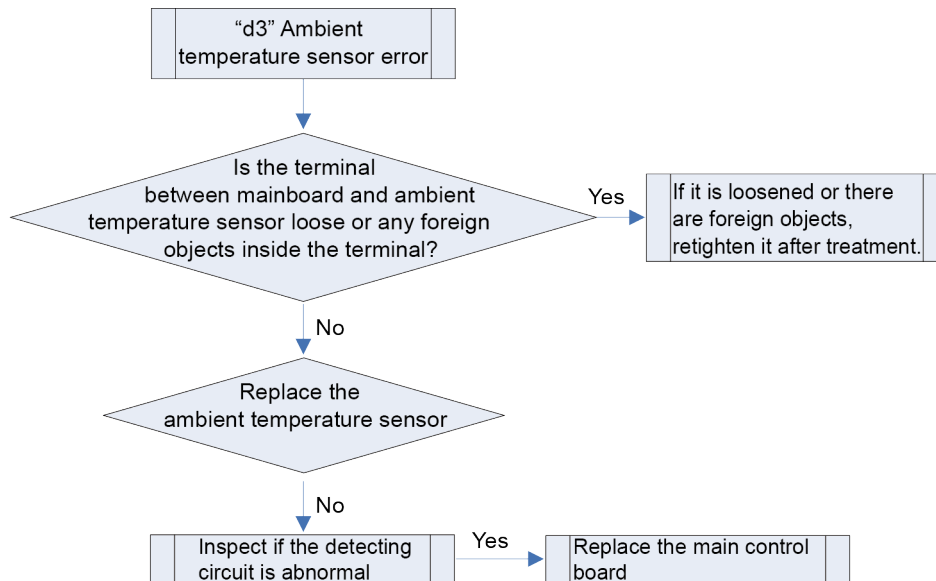 “d3” Ambient
temperature sensor error
Is the terminal
between mainboard and ambient
temperature sensor loose or any foreign
objects inside the terminal?
Yes
If it is loosened or there
are foreign objects,
retighten it after treatment.
No
Replace the
ambient temperature sensor
No
Inspect if the detecting
circuit is abnormal
Yes
Replace the main control
board